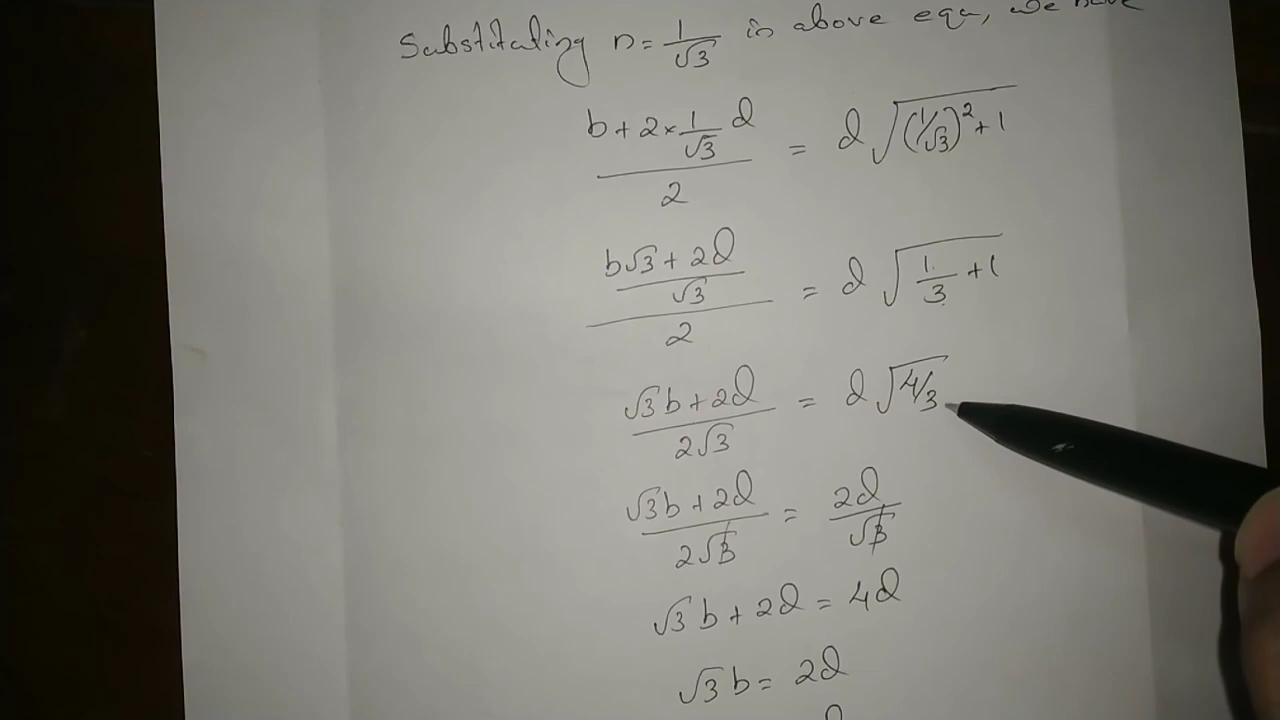 Substituting n = 1/√3 in above eqn, we have
(b + 2 × 1/√3 d)/2 = d √((1/√3)² + 1)
((b√3 + 2d)/√3)/2 = d √(1/3 + 1)
(√3b + 2d)/(2√3) = d √(4/3)
(√3b + 2d)/(2√3) = 2d/√3
√3 b + 2d = 4d
√3 b = 2d